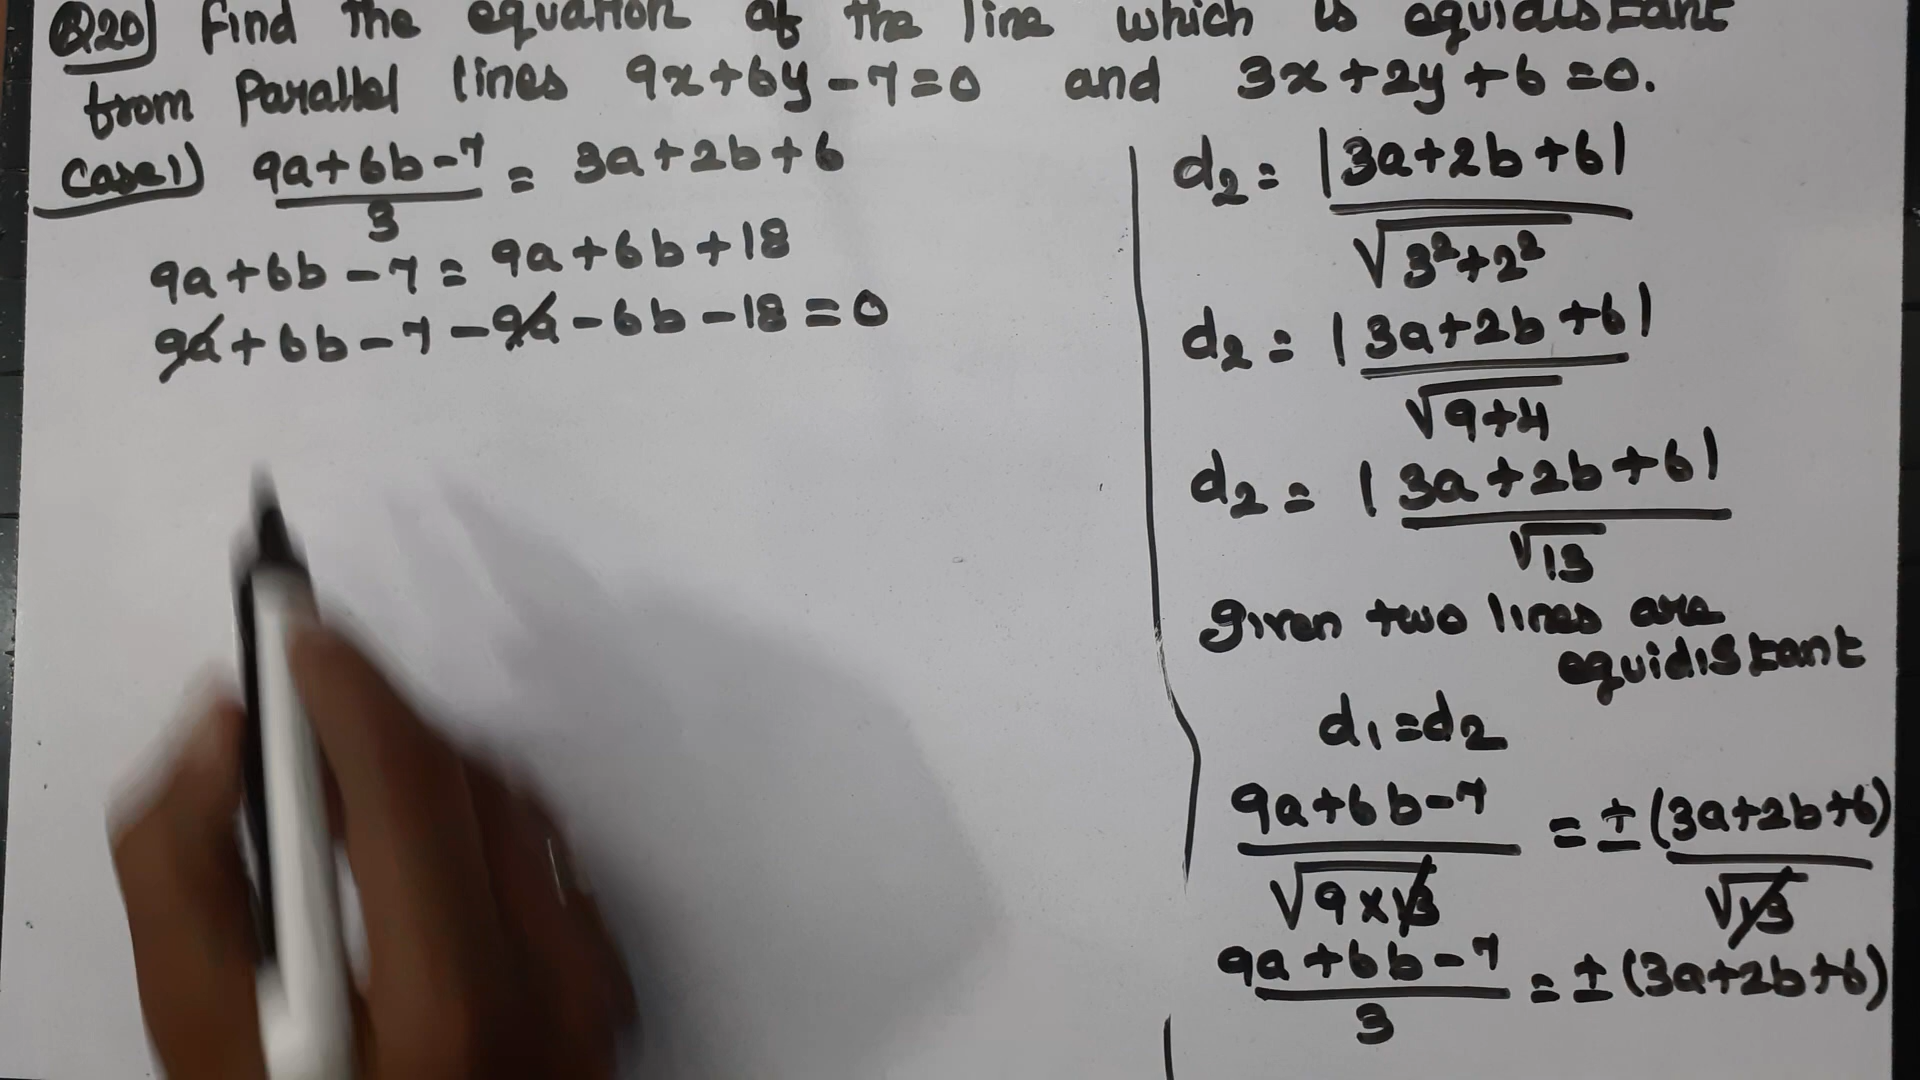 Q20) Find the equation of the line which is equidistant
from parallel lines 9x+6y-7=0 and 3x+2y+6=0.
Case1) 9a+6b-7/3 = 3a+2b+6
9a+6b-7=9a+6b+18
9a+6b-7-9a-6b-18=0
d₂= |3a+2b+6|/√3²+2²
d₂= |3a+2b+6|/√9+4
d₂= |3a+2b+6|/√13
given two lines are
equidistant
d₁=d₂
9a+6b-7/√9×13 = ±(3a+2b+6)/√13
9a+6b-7/3 = ±(3a+2b+6)